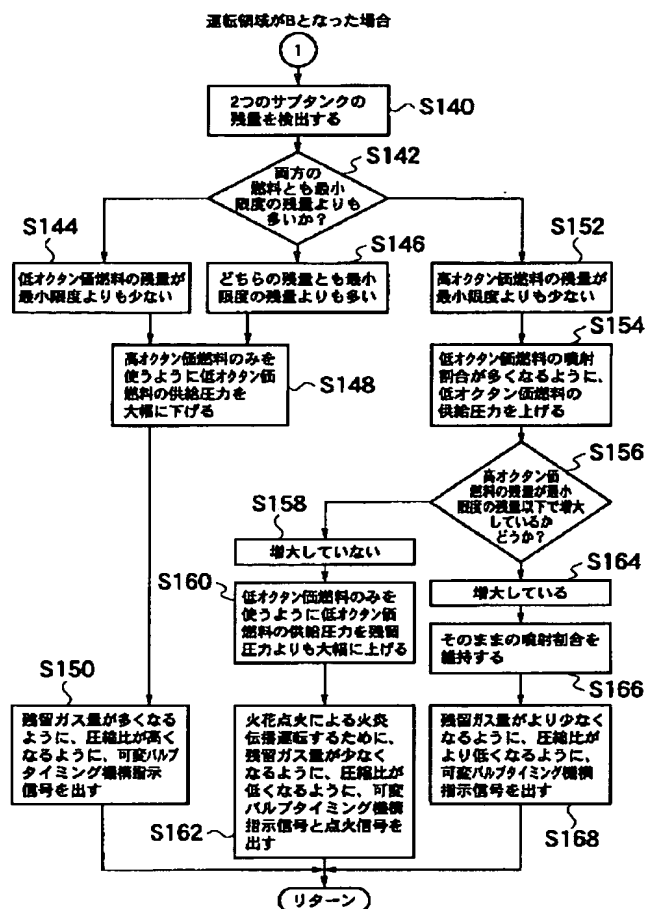 運転領域がBとなった場合
1
2つのサブタンクの
残量を検出する
S140
S142
両方の
燃料とも最小
限度の残量よりも
多いか?
S144
低オクタン価燃料の残量が
最小限度よりも少ない
S146
どちらの残量とも最小
限度の残量よりも多い
S152
高オクタン価燃料の残量が
最小限度よりも少ない
高オクタン価燃料のみを
使うように低オクタン価
燃料の供給圧力を
大幅に下げる
S148
S154
低オクタン価燃料の噴射
割合が多くなるように、
低オクタン価燃料の
供給圧力を上げる
S156
高オクタン価
燃料の残量が最小
限度の残量以下で増大
しているか
どうか?
S158
増大していない
S160
低オクタン価燃料のみを
使うように低オクタン価
燃料の供給圧力を残留
圧力よりも大幅に上げる
S164
増大している
そのままの噴射割合を
維持する
S166
S150
残留ガス量が多くなる
ように、圧縮比が高く
なるように、可変バルブ
タイミング機構指示
信号を出す
火花点火による火炎
伝播運転するために、
残留ガス量が少なく
なるように、圧縮比が
低くなるように、可変
バルブタイミング機構
指示信号と点火信号を
出す
S162
残留ガス量がより少なく
なるように、圧縮比が
より低くなるように、
可変バルブタイミング機構
指示信号を出す
S168
リターン